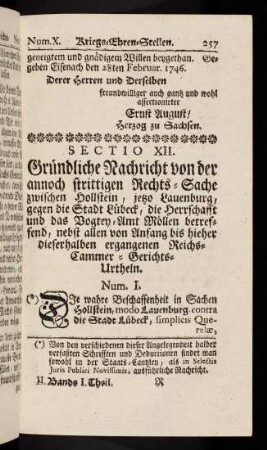 Num.X. Kriegs-Ehren-Stellen. 257
geneigtem und gnädigem Willen beygethan. Ge-
geben Eisenach den 28ten Februar. 1746.
Derer Herren und Derselben
freundwilliger auch gantz und wohl
affectionirter
Ernst August/
Hertzog zu Sachsen.
SECTIO XII.
Gründliche Nachricht von der
annoch strittigen Rechts-Sache
zwischen Hollstein, jetzo Lauenburg,
gegen die Stadt Lübeck, die Herrschafft
und das Vogtey-Amt Möllen betref-
fend, nebst allen von Anfang bis hieher
dieserhalben ergangenen Reichs-
Cammer-Gerichts-
Urtheln.
Num. I.
(*) Die wahre Beschaffenheit in Sachen
Hollstein, modo Lauenburg, contra
die Stadt Lübeck, simplicis Que-
relæ,
(*) Von den verschiedenen dieser Angelegenheit halber
verfaßten Schrifften und Deductionen findet man
sowahl in der Staats-Cantzley, als in Selectis
Juris Publici Novissimis, ausführliche Nachricht.
II. Bands I. Theil. R